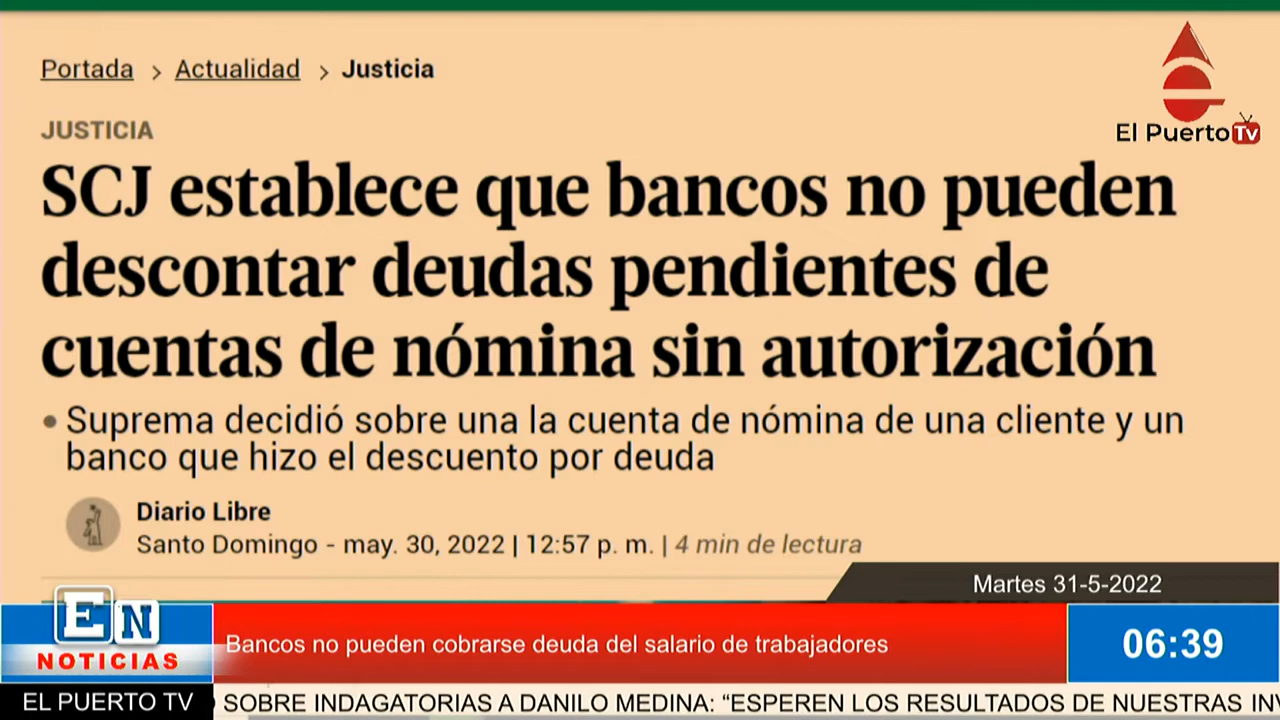 Portada > Actualidad > Justicia
El Puerto TV
JUSTICIA
SCJ establece que bancos no pueden
descontar deudas pendientes de
cuentas de nómina sin autorización
• Suprema decidió sobre una la cuenta de nómina de una cliente y un
banco que hizo el descuento por deuda
Diario Libre
Santo Domingo - may. 30, 2022 | 12:57 p. m. | 4 min de lectura
Martes 31-5-2022
EN
NOTICIAS
Bancos no pueden cobrarse deuda del salario de trabajadores
06:39
EL PUERTO TV
SOBRE INDAGATORIAS A DANILO MEDINA: “ESPEREN LOS RESULTADOS DE NUESTRAS